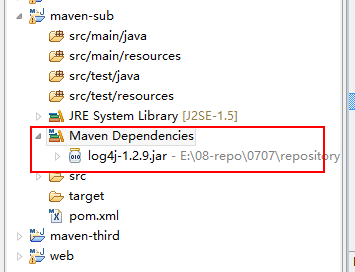 maven-sub
src/main/java
src/main/resources
src/test/java
src/test/resources
JRE System Library [J2SE-1.5]
Maven Dependencies
log4j-1.2.9.jar - E:\08-repo\0707\repository
src
target
pom.xml
maven-third
web